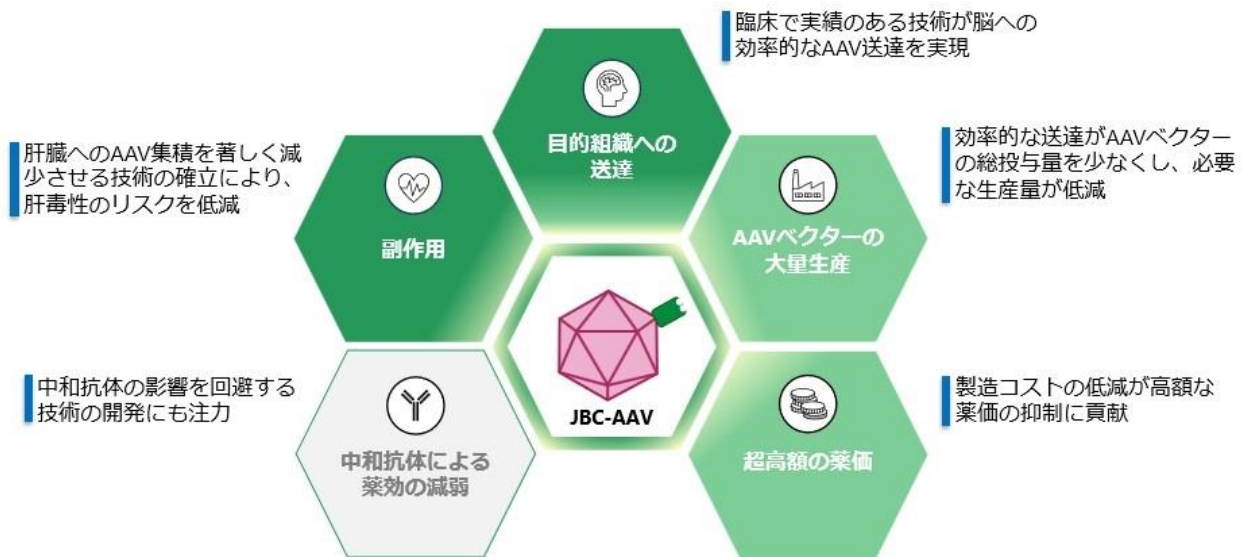 臨床で実績のある技術が脳への
効率的なAAV送達を実現
目的組織への
送達
肝臓へのAAV集積を著しく減
少させる技術の確立により、
肝毒性のリスクを低減
副作用
効率的な送達がAAVベクター
の総投与量を少なくし、必要
な生産量が低減
AAVベクターの
大量生産
JBC-AAV
中和抗体の影響を回避する
技術の開発にも注力
中和抗体による
薬効の減弱
製造コストの低減が高額な
薬価の抑制に貢献
超高額の薬価